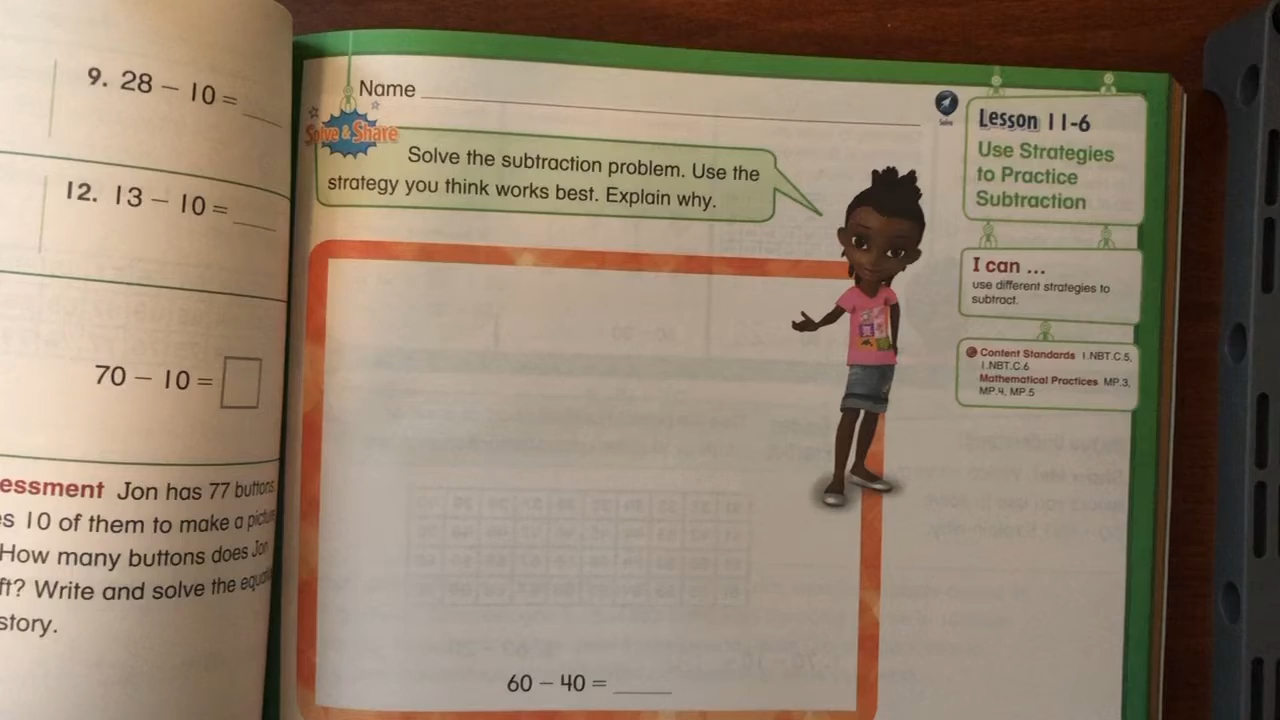 9. 28 − 10 = ___
12. 13 − 10 = ___
70 − 10 =
essment Jon has 77 buttons
es 10 of them to make a picture
How many buttons does Jon
ft? Write and solve the
story.
Name
Solve & Share
Solve the subtraction problem. Use the
strategy you think works best. Explain why.
60 − 40 = ___
Solve
Lesson 11-6
Use Strategies
to Practice
Subtraction
I can ...
use different strategies to
subtract.
Content Standards 1.NBT.C.5,
1.NBT.C.6
Mathematical Practices MP.3,
MP.4, MP.5